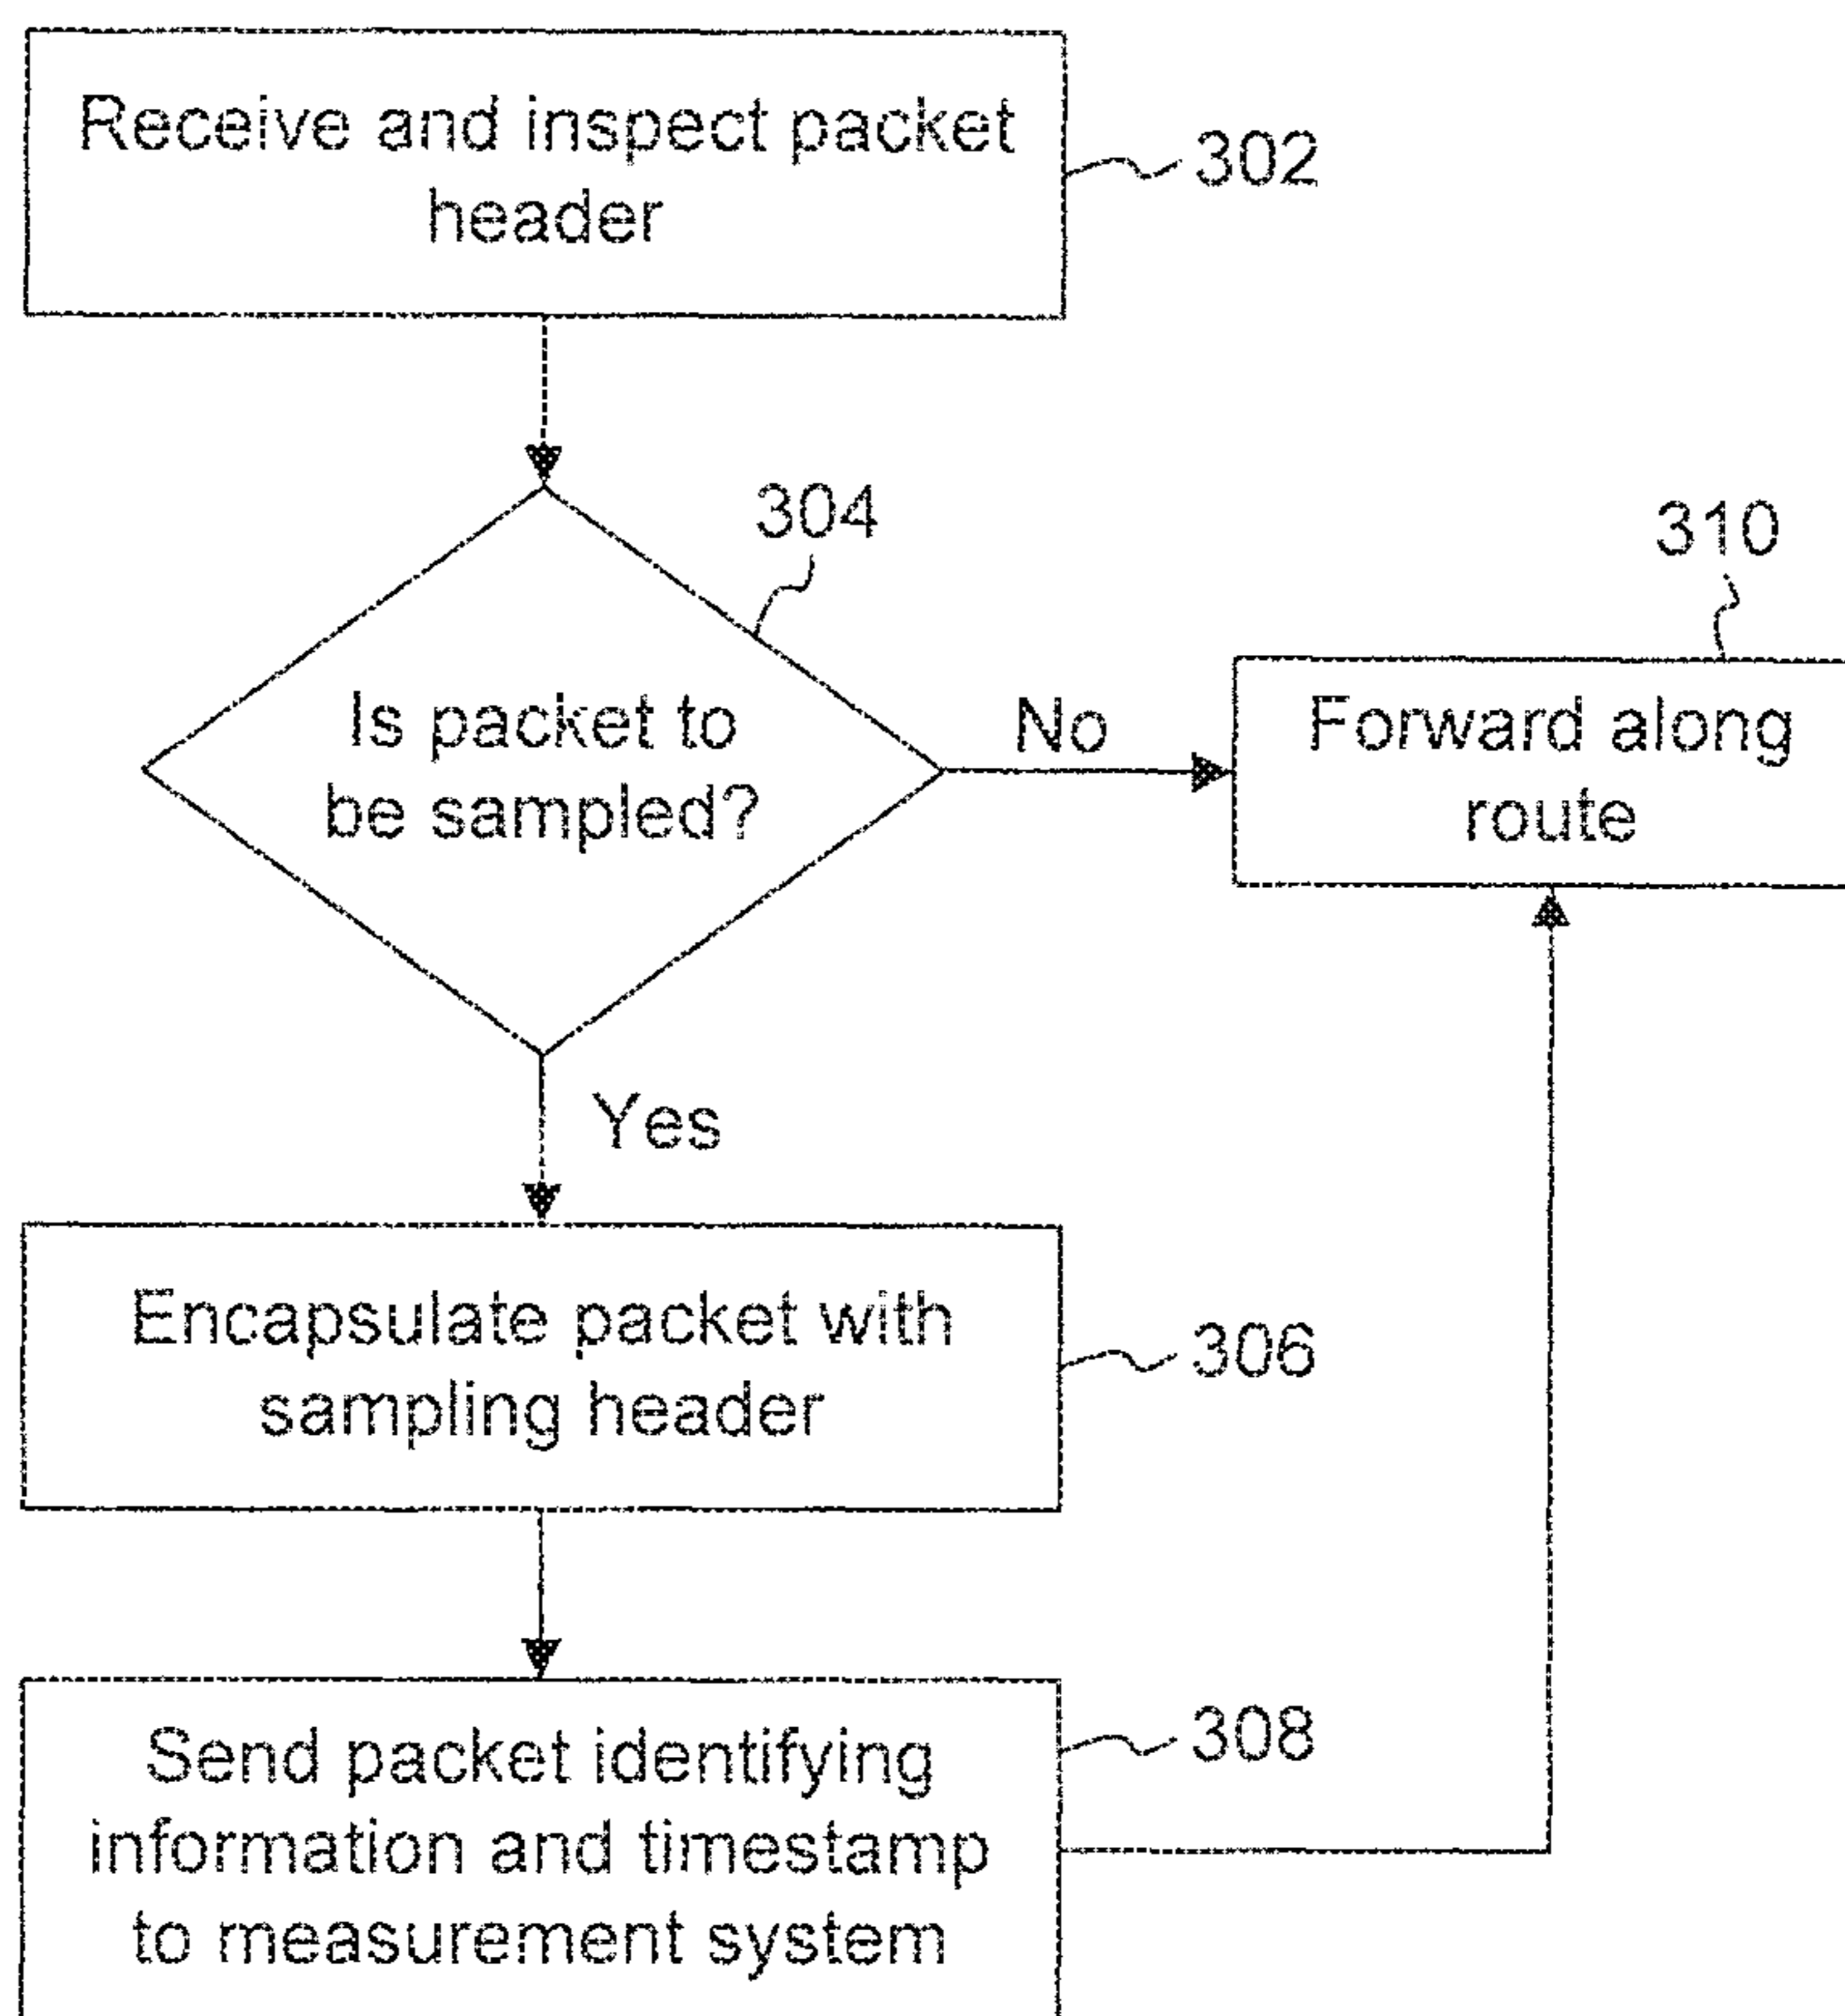 Receive and inspect packet
header
302
304
Is packet to
be sampled?
No
310
Forward along
route
Yes
Encapsulate packet with
sampling header
306
Send packet identifying
information and timestamp
to measurement system
308